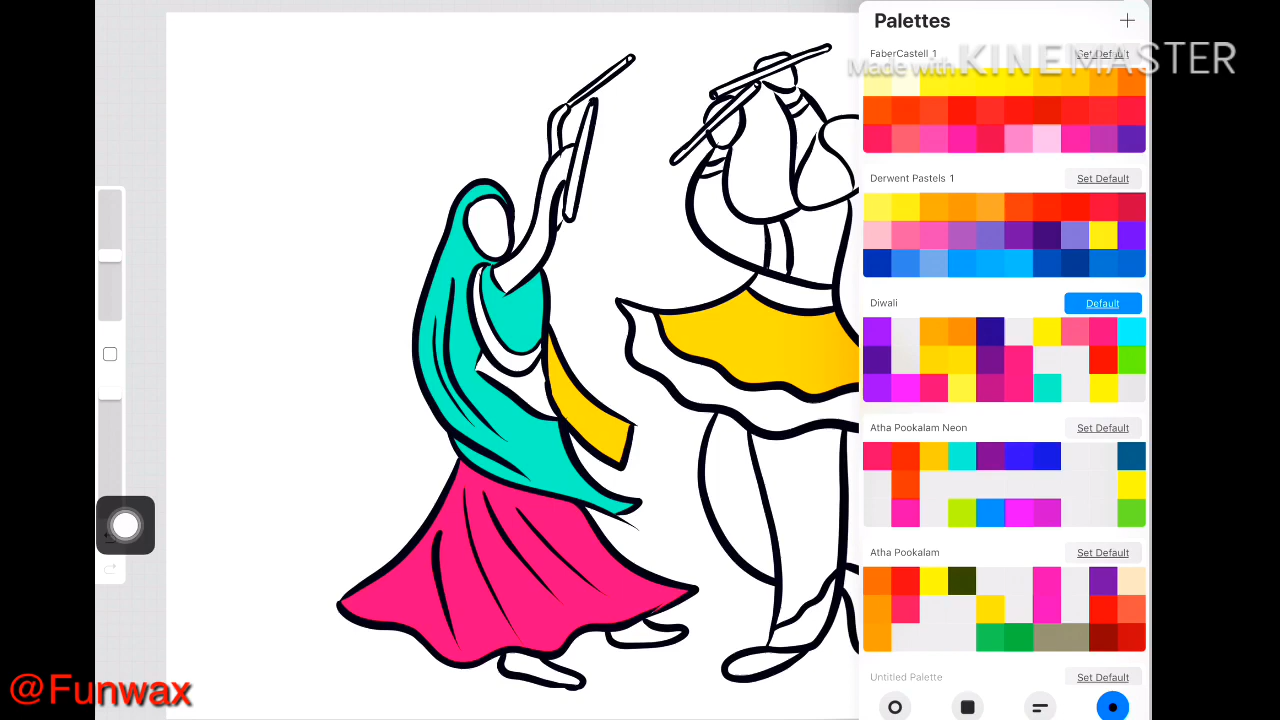 Palettes
FaberCastell 1
Set Default
Made with KINEMASTER
Derwent Pastels 1
Set Default
Diwali
Default
Atha Pookalam Neon
Set Default
Atha Pookalam
Set Default
Untitled Palette
Set Default
@Funwax